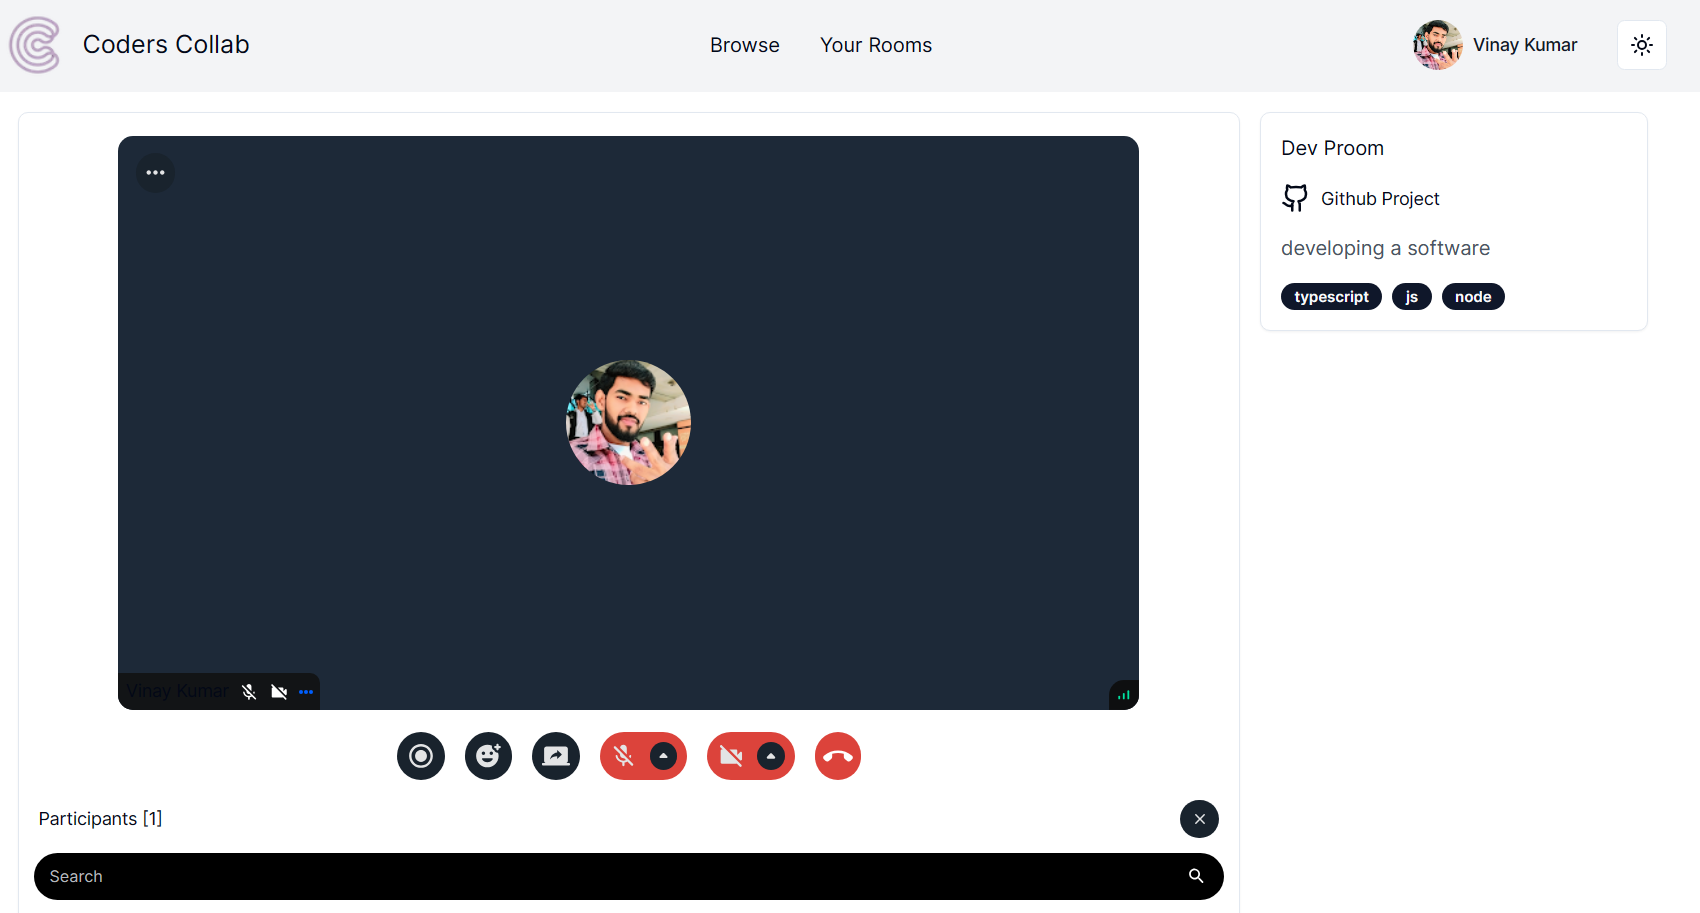 Coders Collab
Browse
Your Rooms
Vinay Kumar
Dev Proom
Github Project
developing a software
typescript
js
node
Vinay Kumar
Participants [1]
Search